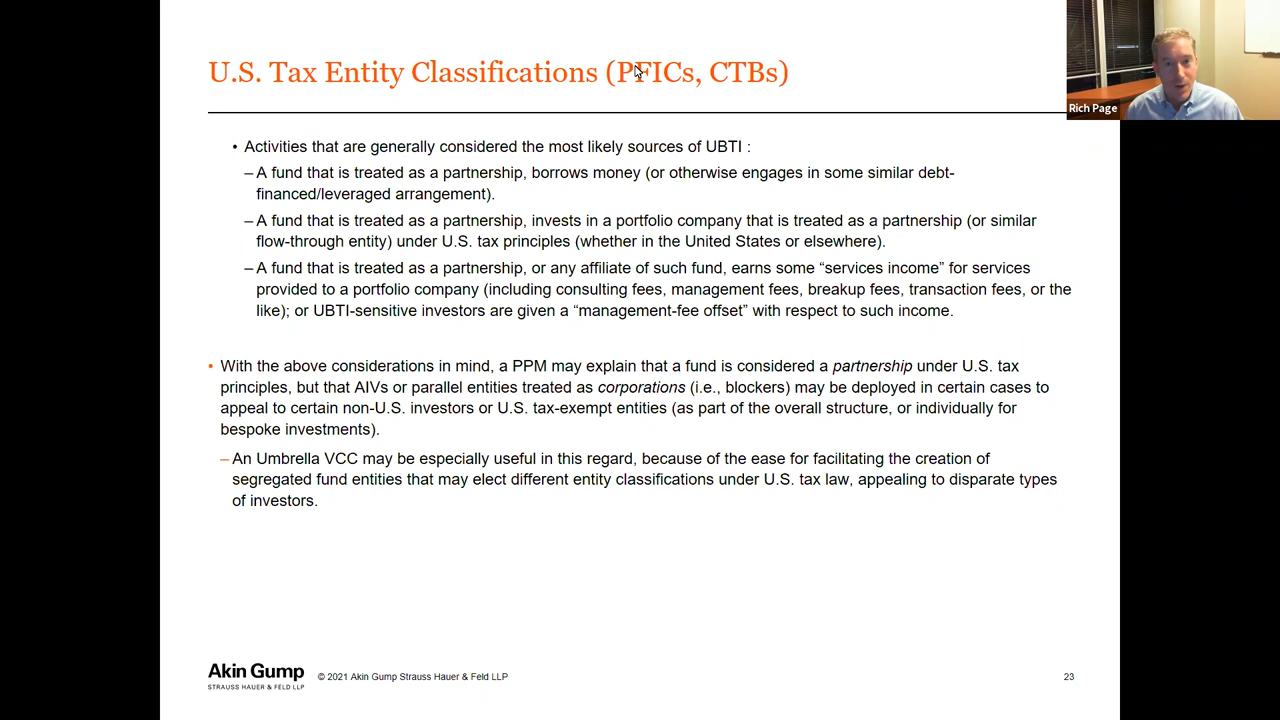 U.S. Tax Entity Classifications (PFICs, CTBs)
Rich Page
• Activities that are generally considered the most likely sources of UBTI :
– A fund that is treated as a partnership, borrows money (or otherwise engages in some similar debt-
financed/leveraged arrangement).
– A fund that is treated as a partnership, invests in a portfolio company that is treated as a partnership (or similar
flow-through entity) under U.S. tax principles (whether in the United States or elsewhere).
– A fund that is treated as a partnership, or any affiliate of such fund, earns some “services income” for services
provided to a portfolio company (including consulting fees, management fees, breakup fees, transaction fees, or the
like); or UBTI-sensitive investors are given a “management-fee offset” with respect to such income.
• With the above considerations in mind, a PPM may explain that a fund is considered a partnership under U.S. tax
principles, but that AIVs or parallel entities treated as corporations (i.e., blockers) may be deployed in certain cases to
appeal to certain non-U.S. investors or U.S. tax-exempt entities (as part of the overall structure, or individually for
bespoke investments).
– An Umbrella VCC may be especially useful in this regard, because of the ease for facilitating the creation of
segregated fund entities that may elect different entity classifications under U.S. tax law, appealing to disparate types
of investors.
Akin Gump
STRAUSS HAUER & FELD LLP
© 2021 Akin Gump Strauss Hauer & Feld LLP
23